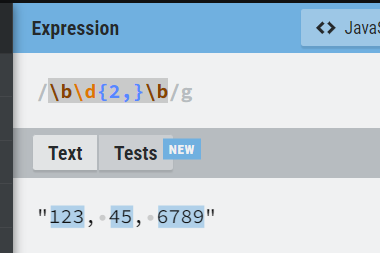 Expression
<> JavaS
/\b\d{2,}\b/g
Text Tests NEW
"123, 45, 6789"